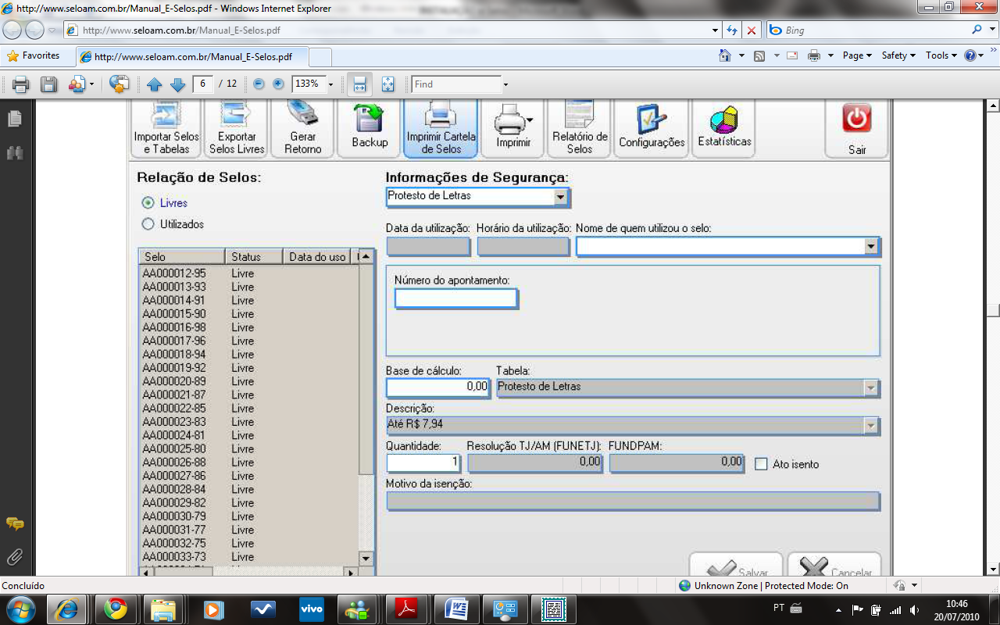 http://www.seloam.com.br/Manual_E-Selos.pdf - Windows Internet Explorer
http://www.seloam.com.br/Manual_E-Selos.pdf
Bing
Favorites
http://www.seloam.com.br/Manual_E-Selos.pdf
Page
Safety
Tools
6 / 12
133%
Find
Importar Selos e Tabelas
Exportar Selos Livres
Gerar Retorno
Backup
Imprimir Cartela de Selos
Imprimir
Relatório de Selos
Configurações
Estatísticas
Sair
Relação de Selos:
Livres
Utilizados
Selo Status Data do uso
AA000012-95 Livre
AA000013-93 Livre
AA000014-91 Livre
AA000015-90 Livre
AA000016-98 Livre
AA000017-96 Livre
AA000018-94 Livre
AA000019-92 Livre
AA000020-89 Livre
AA000021-87 Livre
AA000022-85 Livre
AA000023-83 Livre
AA000024-81 Livre
AA000025-80 Livre
AA000026-88 Livre
AA000027-86 Livre
AA000028-84 Livre
AA000029-82 Livre
AA000030-79 Livre
AA000031-77 Livre
AA000032-75 Livre
AA000033-73 Livre
Informações de Segurança:
Protesto de Letras
Data da utilização: Horário da utilização: Nome de quem utilizou o selo:
Número do apontamento:
Base de cálculo: Tabela:
0,00 Protesto de Letras
Descrição:
Até R$ 7,94
Quantidade: Resolução TJ/AM (FUNETJ): FUNDPAM:
1 0,00 0,00 Ato isento
Motivo da isenção:
Salvar Cancelar
Concluído
Unknown Zone | Protected Mode: On
vivo
PT
10:46
20/07/2010